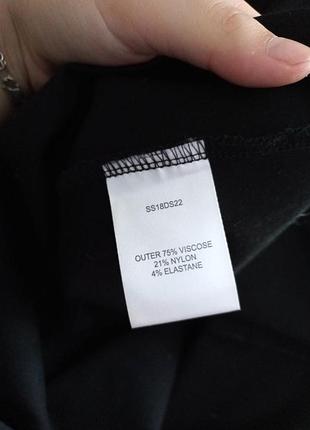 SS18DS22
OUTER 75% VISCOSE
21% NYLON
4% ELASTANE